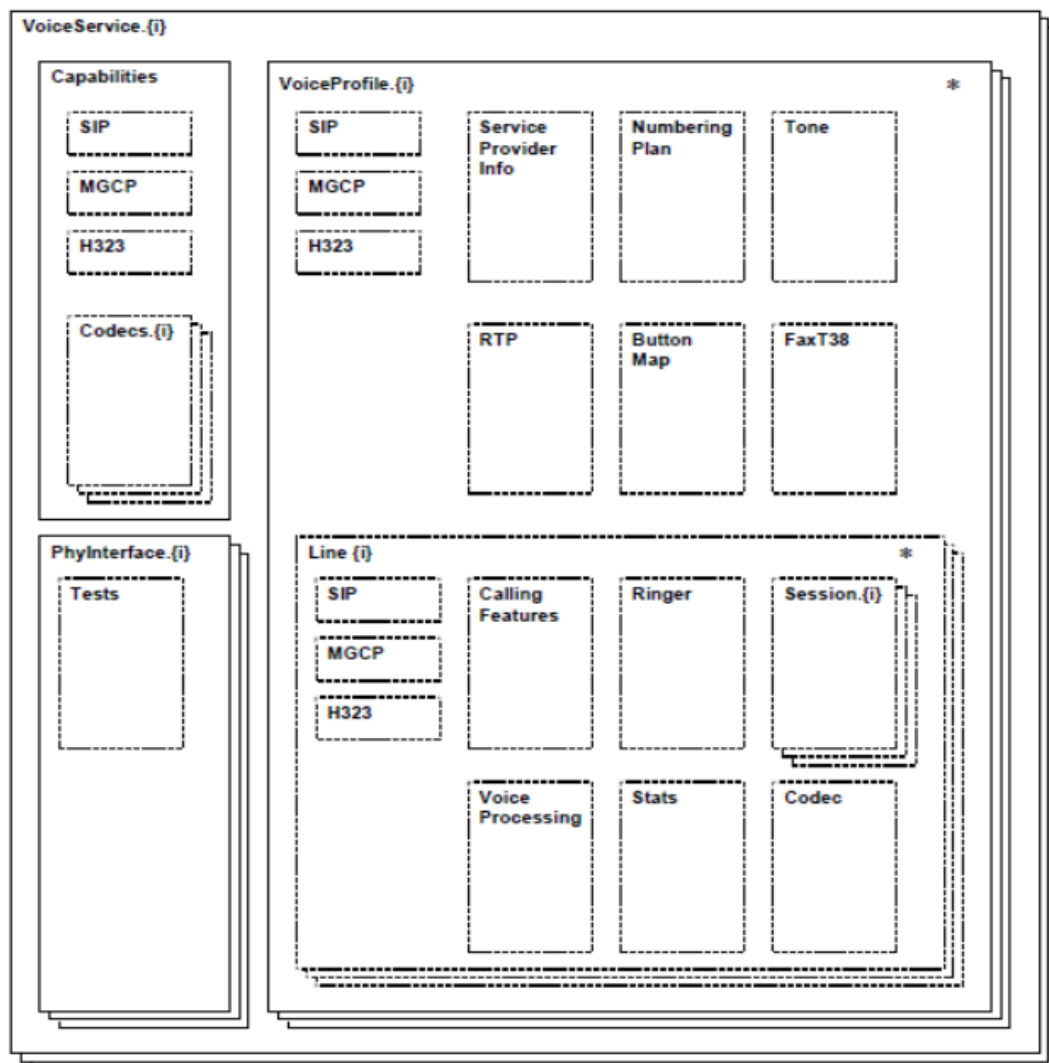 VoiceService.{i}
Capabilities
SIP
MGCP
H323
Codecs.{i}
PhyInterface.{i}
Tests
VoiceProfile.{i}
*
SIP
MGCP
H323
Service
Provider
Info
Numbering
Plan
Tone
RTP
Button
Map
FaxT38
Line {i}
*
SIP
MGCP
H323
Calling
Features
Ringer
Session.{i}
Voice
Processing
Stats
Codec